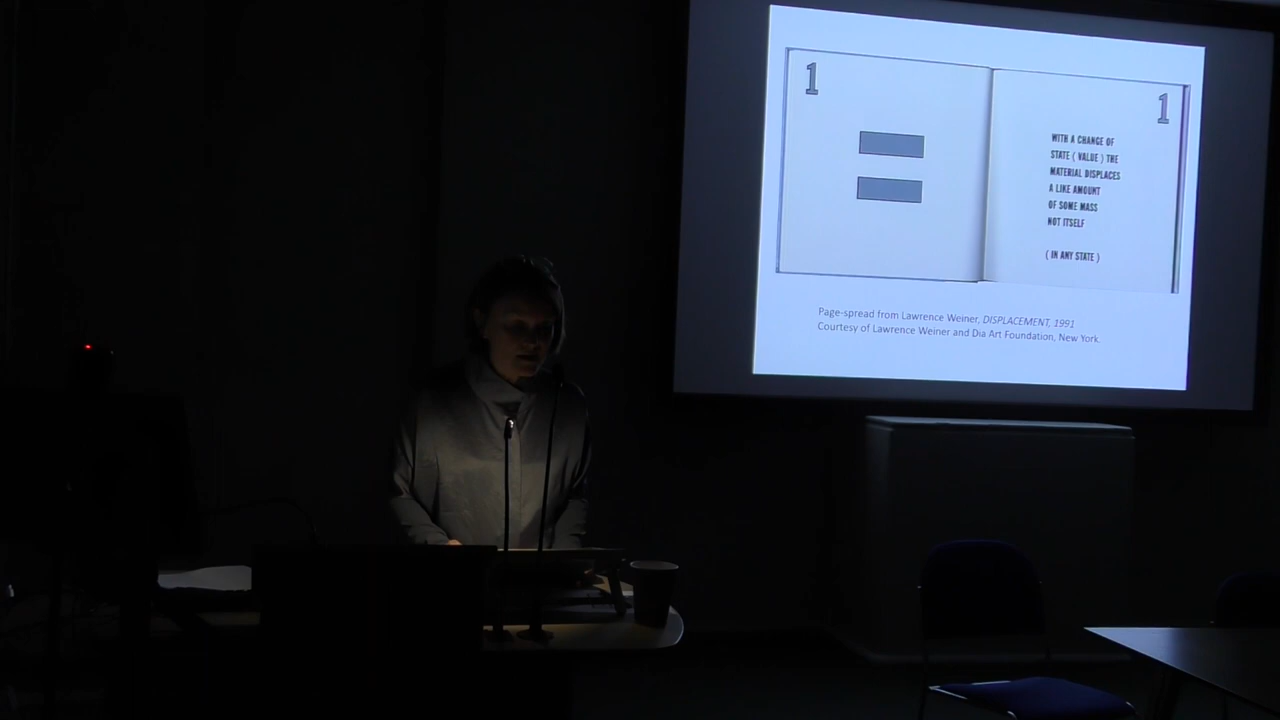 1
1
WITH A CHANGE OF
STATE ( VALUE ) THE
MATERIAL DISPLACES
A LIKE AMOUNT
OF SOME MASS
NOT ITSELF
( IN ANY STATE )
Page-spread from Lawrence Weiner, DISPLACEMENT, 1991
Courtesy of Lawrence Weiner and Dia Art Foundation, New York.